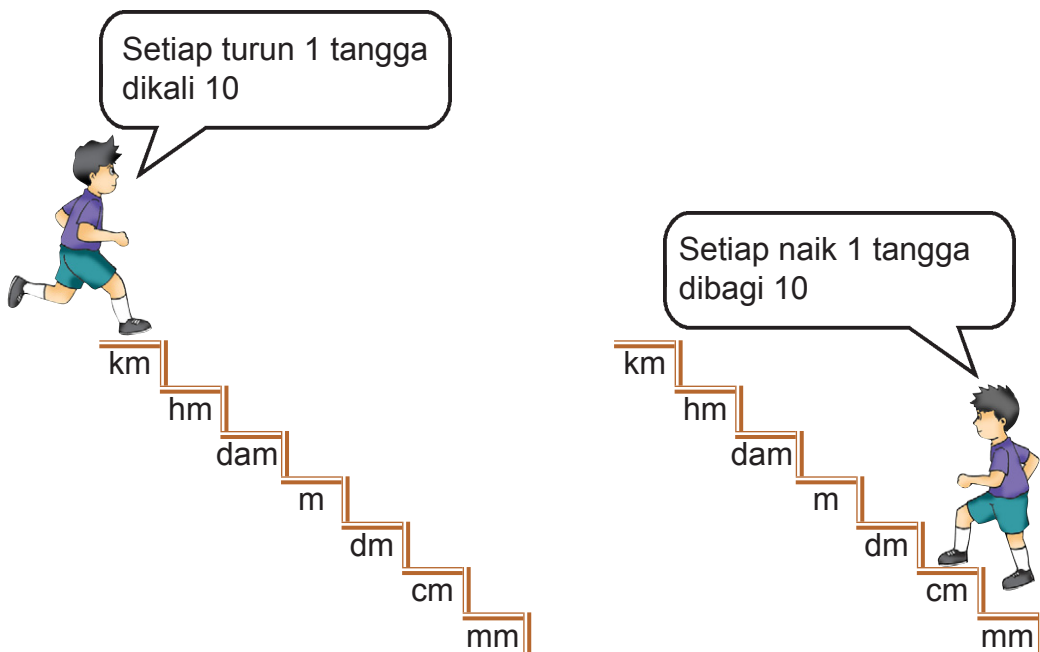 Setiap turun 1 tangga
dikali 10
km
hm
dam
m
dm
cm
mm
Setiap naik 1 tangga
dibagi 10
km
hm
dam
m
dm
cm
mm